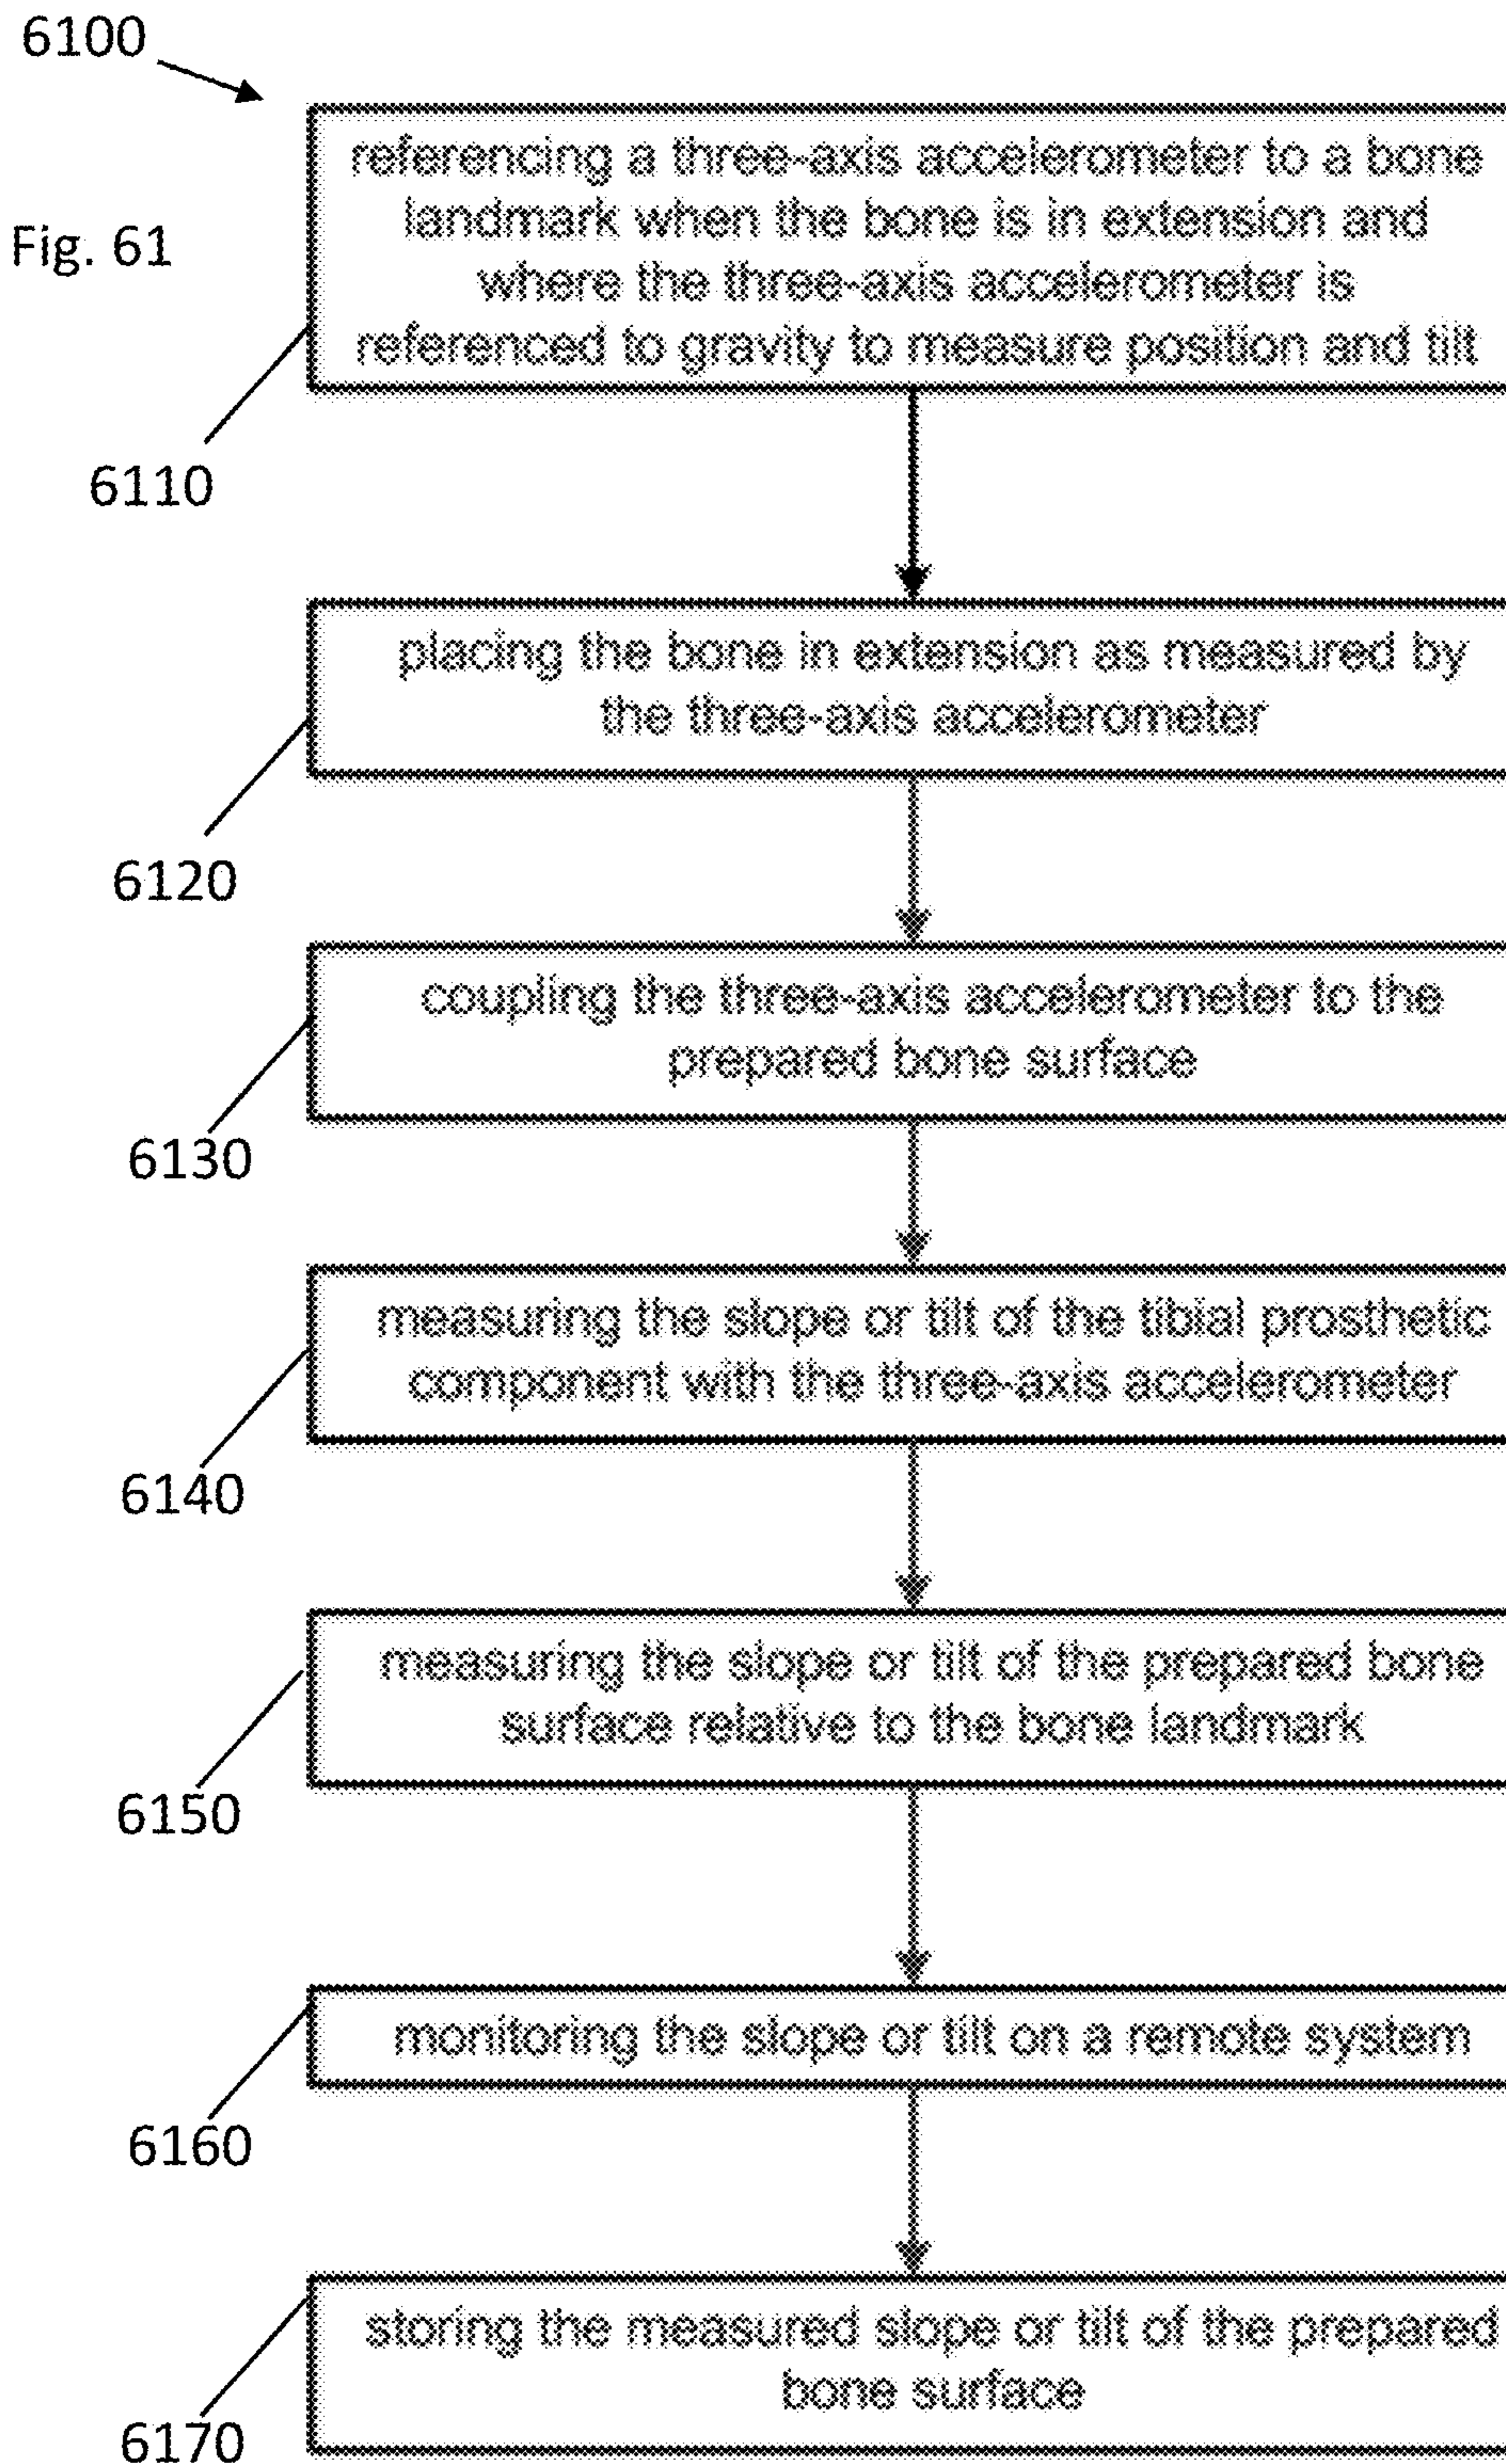 6100
referencing a three-axis accelerometer to a bone
landmark when the bone is in extension and
Fig. 61
where the three-axis accelerometer is
referenced to gravity to measure position and tilt
6110
placing the bone in extension as measured by
the three-axis accelerometer
6120
coupling the three-axis accelerometer to the
prepared bone surface
6130
measuring the slope or tilt of the tibial prosthetic
component with the three-axis accelerometer
6140
measuring the slope or tilt of the prepared bone
surface relative to the bone landmark
6150
monitoring the slope or tilt on a remote system
6160
storing the measured slope or tilt of the prepared
bone surface
6170